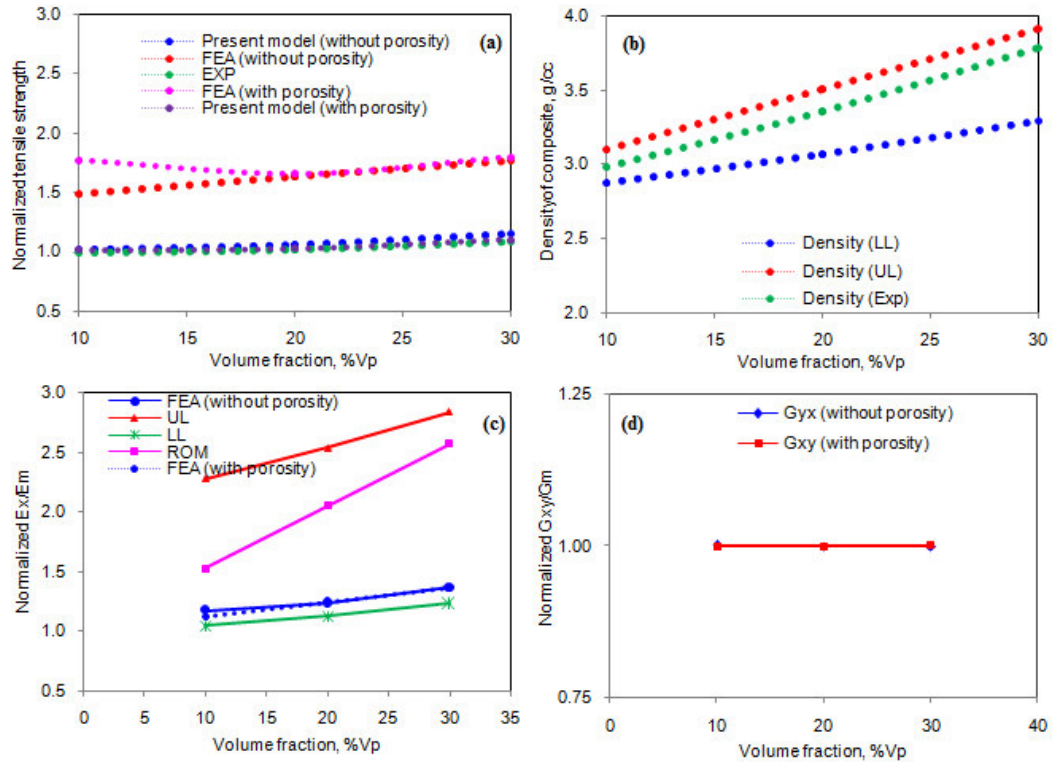 3.0
2.5
2.0
1.5
1.0
0.5
Normalized tensile strength
Present model (without porosity)
FEA (without porosity)
EXP
FEA (with porosity)
Present model (with porosity)
(a)
10
15
20
25
30
Volume fraction, %Vp
4.0
3.5
3.0
2.5
2.0
Density of composite, g/cc
(b)
Density (LL)
Density (UL)
Density (Exp)
10
15
20
25
30
Volume fraction, %Vp
3.0
2.5
2.0
1.5
1.0
0.5
Normalized Ex/Em
FEA (without porosity)
UL
LL
ROM
FEA (with porosity)
(c)
0
5
10
15
20
25
30
35
Volume fraction, %Vp
1.25
1.00
0.75
Normalized Gxy/Gm
(d)
Gyx (without porosity)
Gxy (with porosity)
0
10
20
30
40
Volume fraction, %Vp